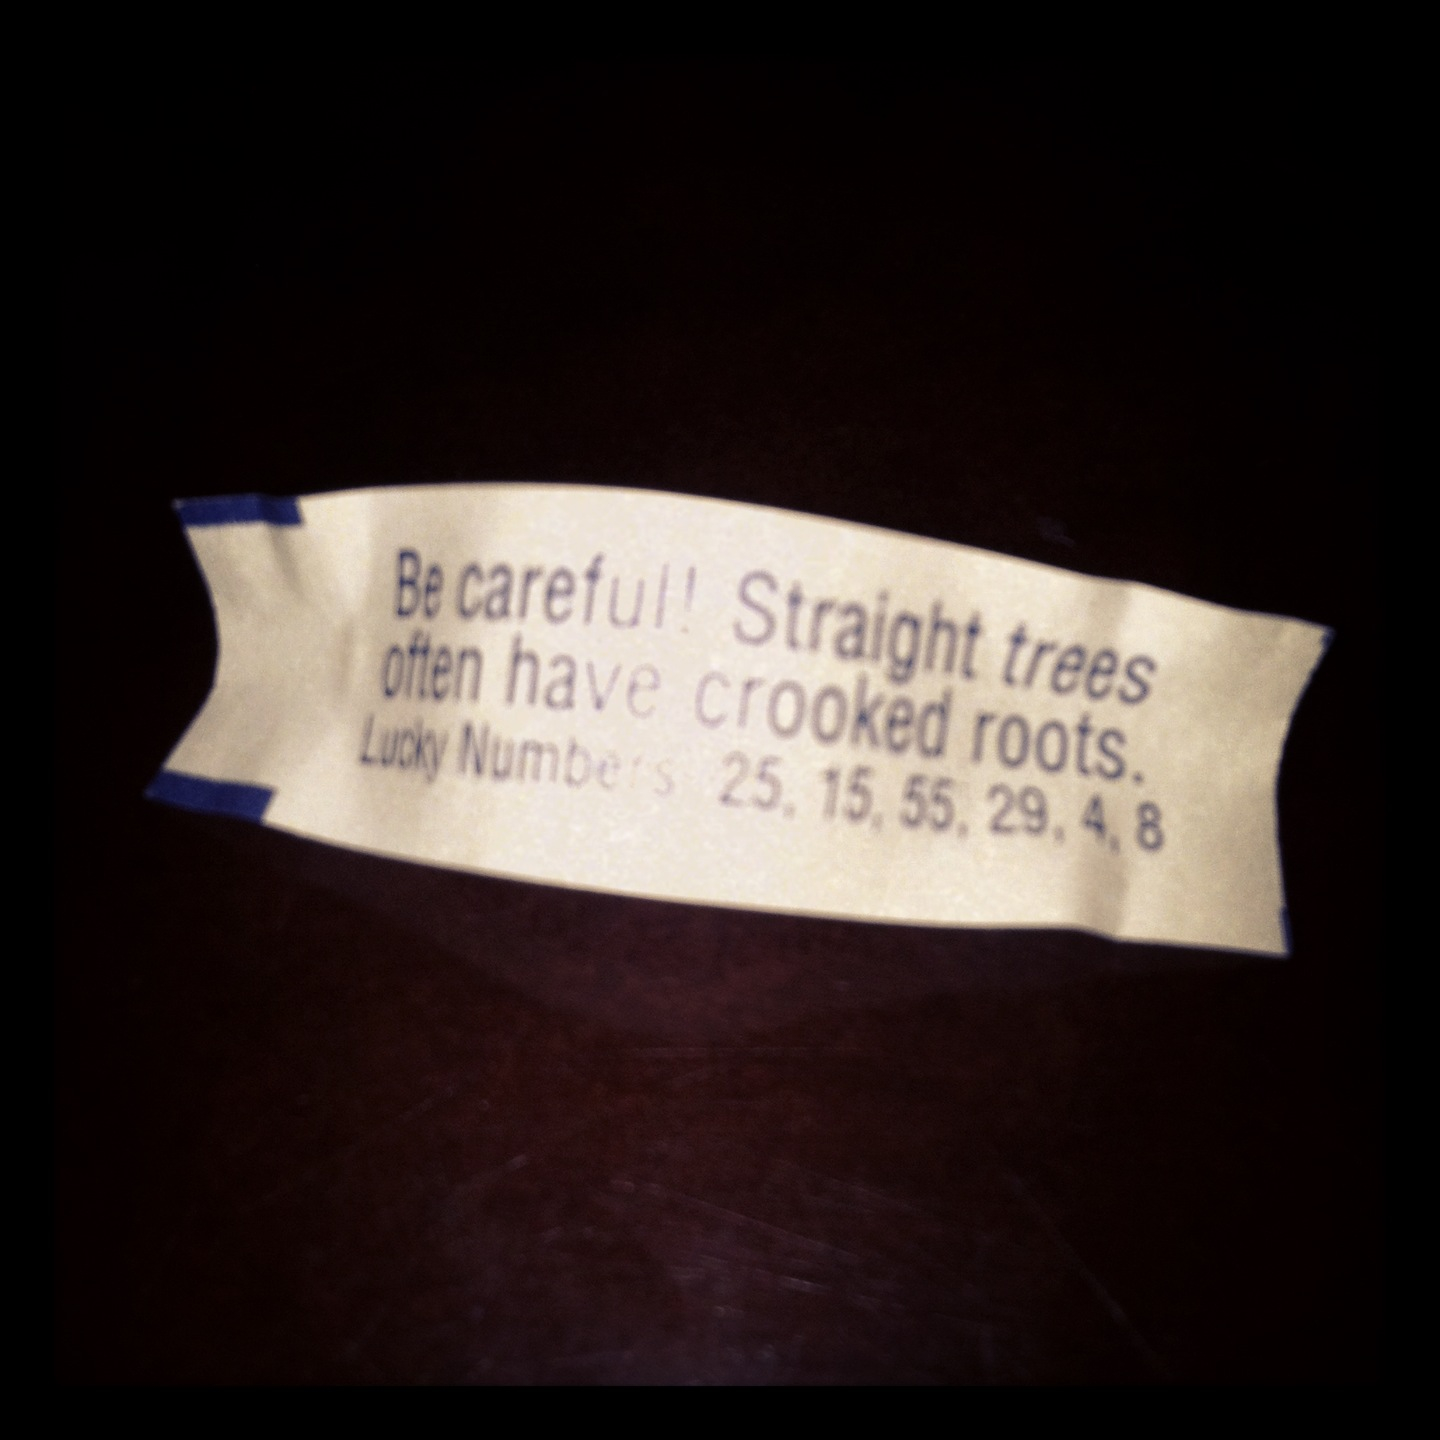 Be careful! Straight trees
often have crooked roots.
Lucky Numbers 25, 15, 55, 29, 4, 8